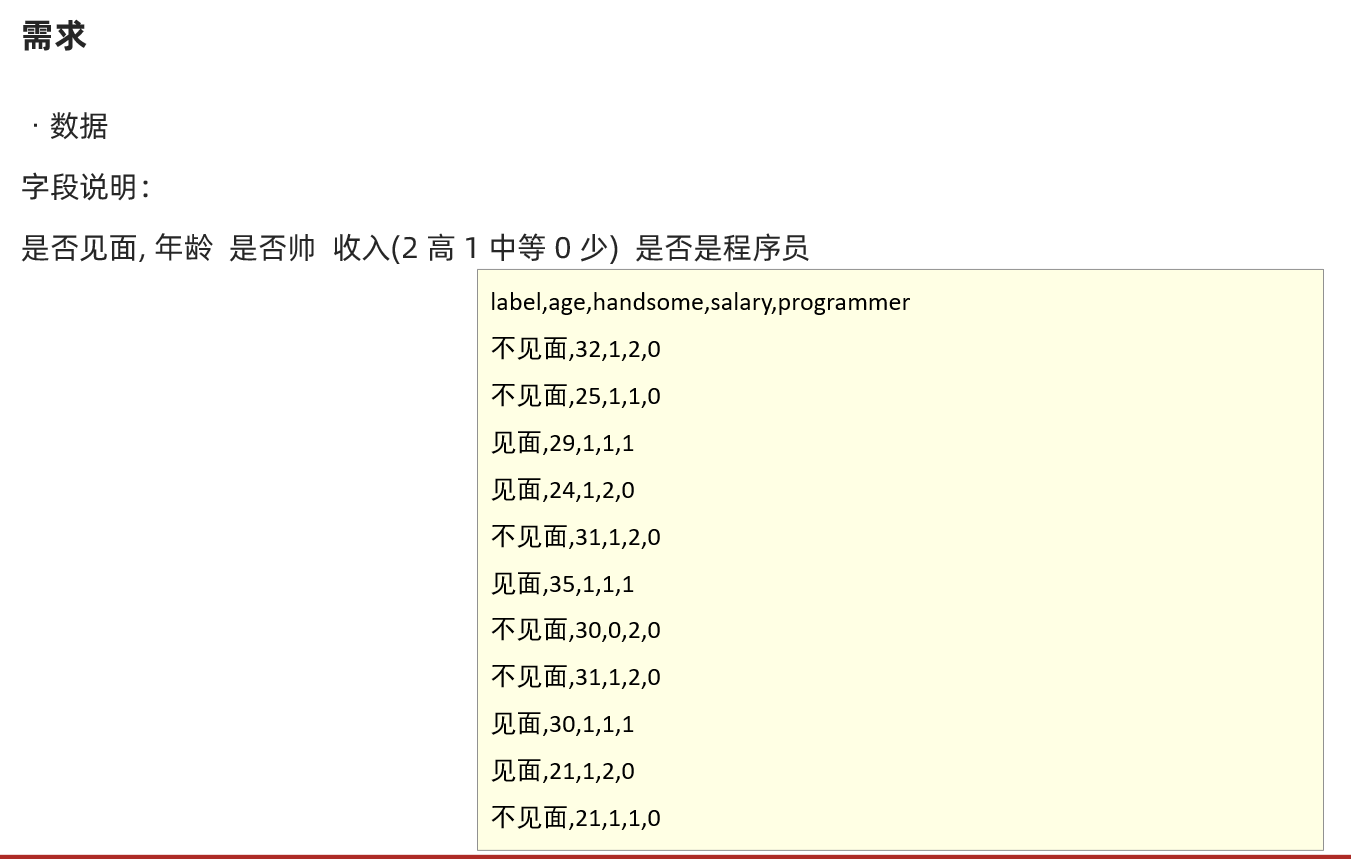 需求
· 数据
字段说明：
是否见面, 年龄  是否帅  收入(2 高 1 中等 0 少)  是否是程序员
label,age,handsome,salary,programmer
不见面,32,1,2,0
不见面,25,1,1,0
见面,29,1,1,1
见面,24,1,2,0
不见面,31,1,2,0
见面,35,1,1,1
不见面,30,0,2,0
不见面,31,1,2,0
见面,30,1,1,1
见面,21,1,2,0
不见面,21,1,1,0